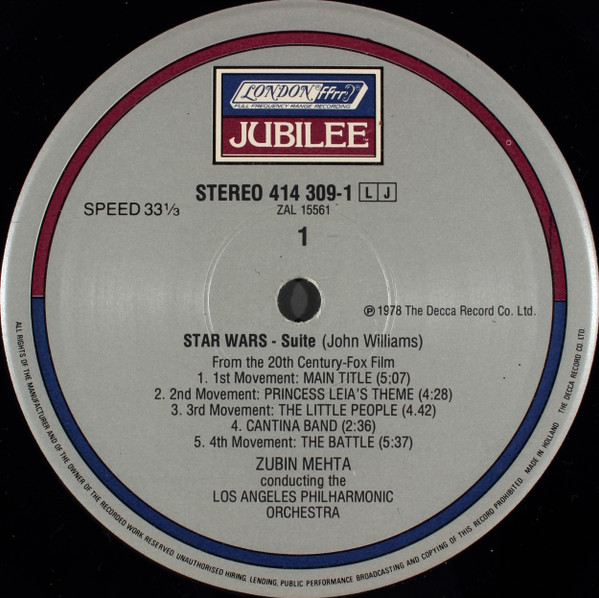 LONDON ffrr
FULL FREQUENCY RANGE RECORDING
JUBILEE
STEREO 414 309-1 L J
SPEED 33⅓
ZAL 15561
1
℗ 1978 The Decca Record Co. Ltd.
STAR WARS - Suite (John Williams)
From the 20th Century-Fox Film
1. 1st Movement: MAIN TITLE (5:07)
2. 2nd Movement: PRINCESS LEIA'S THEME (4:28)
3. 3rd Movement: THE LITTLE PEOPLE (4.42)
4. CANTINA BAND (2:36)
5. 4th Movement: THE BATTLE (5:37)
ZUBIN MEHTA
conducting the
LOS ANGELES PHILHARMONIC
ORCHESTRA
ALL RIGHTS OF THE MANUFACTURER AND OF THE OWNER OF THE RECORDED WORK RESERVED. UNAUTHORISED HIRING, LENDING, PUBLIC PERFORMANCE BROADCASTING AND COPYING OF THIS RECORD PROHIBITED. MADE IN HOLLAND THE DECCA RECORD CO. LTD